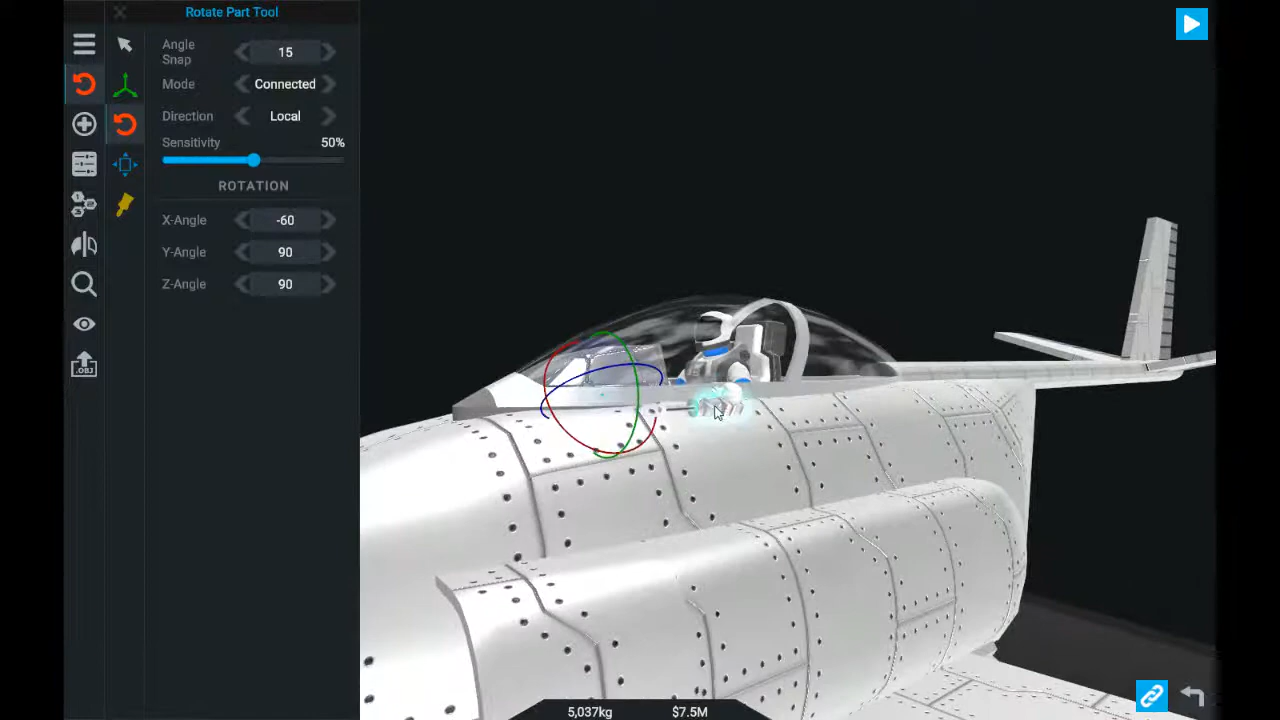 Rotate Part Tool
Angle Snap 15
Mode Connected
Direction Local
Sensitivity 50%
ROTATION
X-Angle -60
Y-Angle 90
Z-Angle 90
.OBJ
5,037kg $7.5M